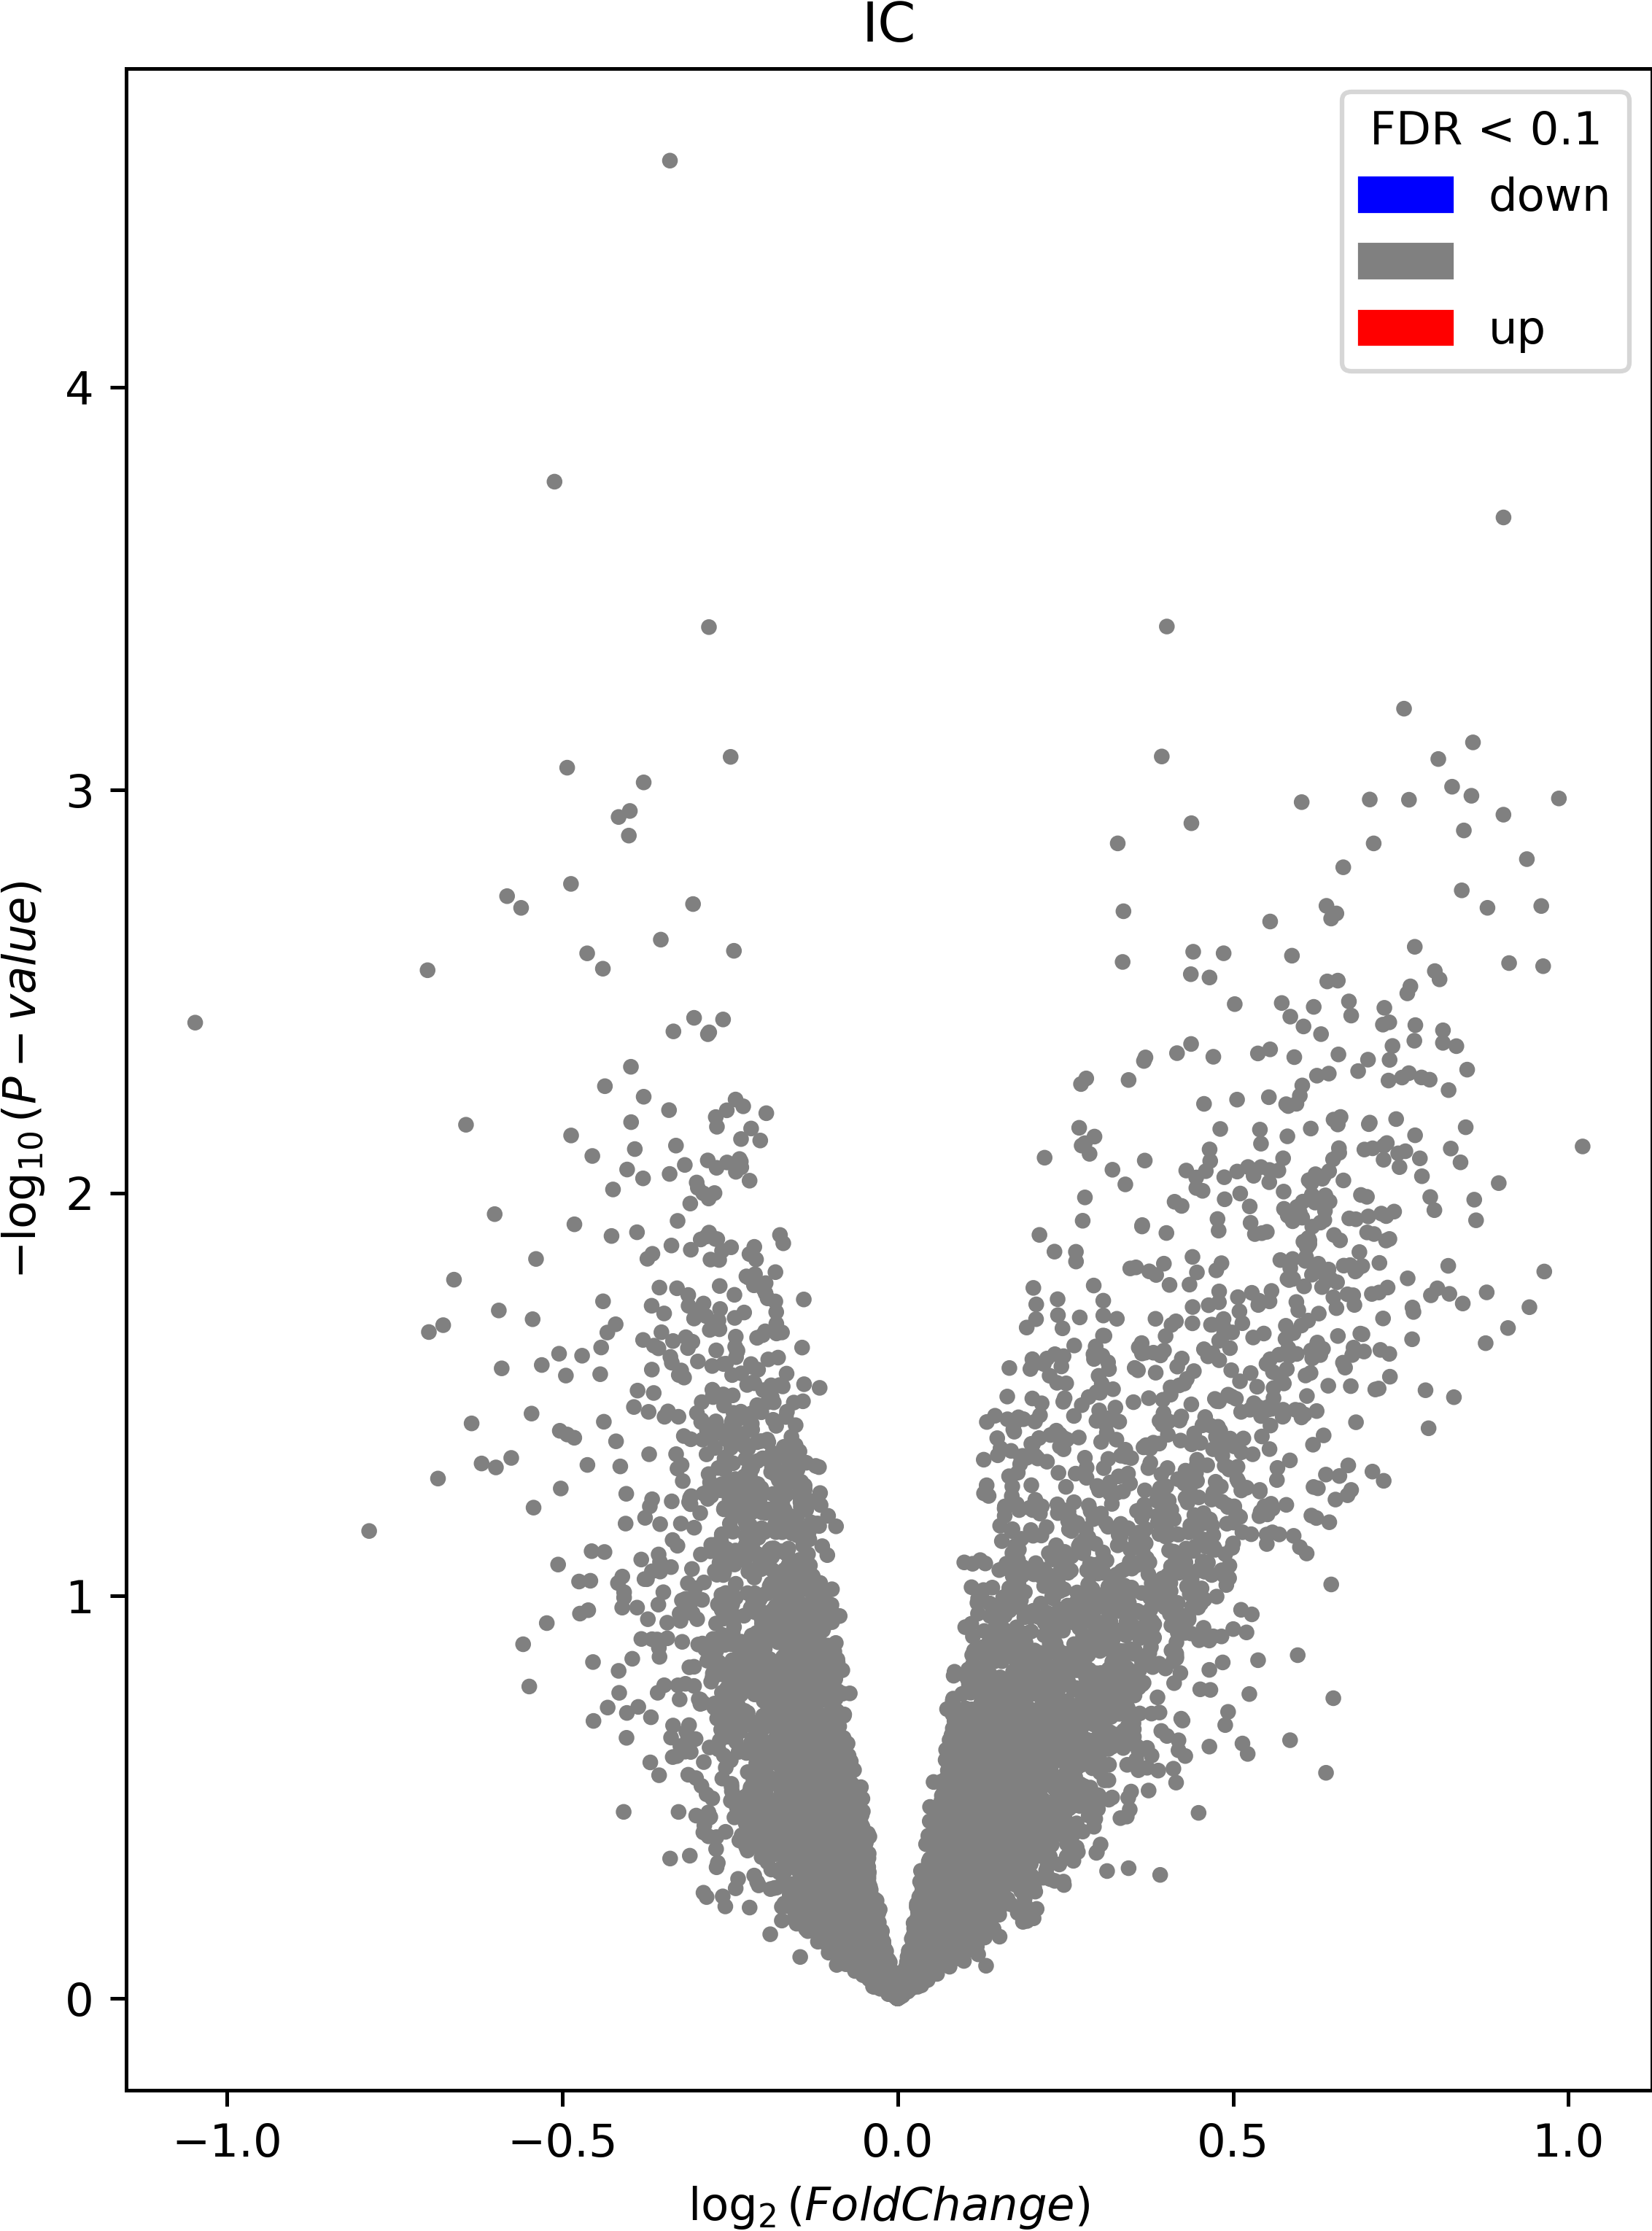 IC
FDR < 0.1
down
up
4
3
2
1
0
−log10 (P − value)
−1.0 −0.5 0.0 0.5 1.0
log2 (FoldChange)